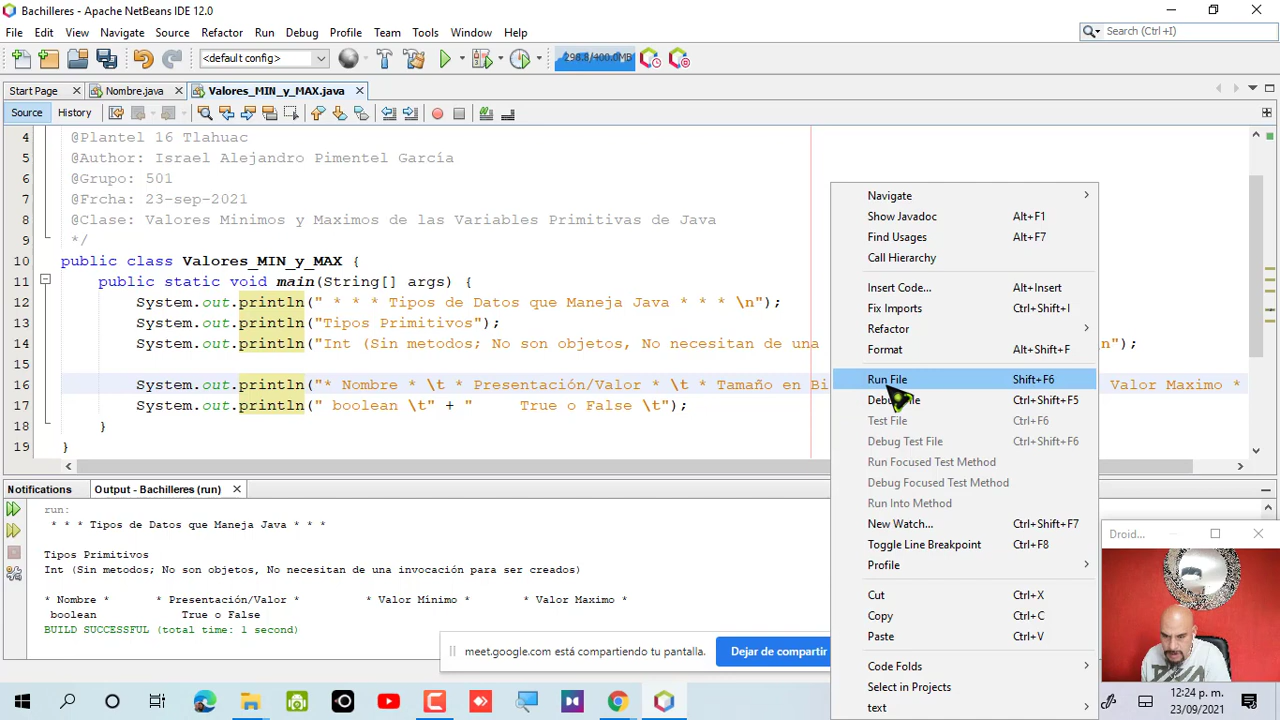 Bachilleres - Apache NetBeans IDE 12.0
File Edit View Navigate Source Refactor Run Debug Profile Team Tools Window Help
Search (Ctrl+I)
<default config>
298.8/400.0MB
Start Page Nombre.java Valores_MIN_y_MAX.java
Source History
4 @Plantel 16 Tlahuac
5 @Author: Israel Alejandro Pimentel García
6 @Grupo: 501
7 @Frcha: 23-sep-2021
8 @Clase: Valores Minimos y Maximos de las Variables Primitivas de Java
9 */
10 public class Valores_MIN_y_MAX {
11 public static void main(String[] args) {
12 System.out.println(" * * * Tipos de Datos que Maneja Java * * * \n");
13 System.out.println("Tipos Primitivos");
14 System.out.println("Int (Sin metodos; No son objetos, No necesitan de una \n");
16 System.out.println("* Nombre * \t * Presentación/Valor * \t * Tamaño en Bi Valor Maximo *
17 System.out.println(" boolean \t" + " True o False \t");
18 }
19 }
Navigate
Show Javadoc Alt+F1
Find Usages Alt+F7
Call Hierarchy
Insert Code... Alt+Insert
Fix Imports Ctrl+Shift+I
Refactor
Format Alt+Shift+F
Run File Shift+F6
Debug File Ctrl+Shift+F5
Test File Ctrl+F6
Debug Test File Ctrl+Shift+F6
Run Focused Test Method
Debug Focused Test Method
Run Into Method
New Watch... Ctrl+Shift+F7
Toggle Line Breakpoint Ctrl+F8
Profile
Cut Ctrl+X
Copy Ctrl+C
Paste Ctrl+V
Code Folds
Select in Projects
text
Notifications Output - Bachilleres (run)
run:
* * * Tipos de Datos que Maneja Java * * *
Tipos Primitivos
Int (Sin metodos; No son objetos, No necesitan de una invocación para ser creados)
* Nombre * * Presentación/Valor * * Valor Mínimo * * Valor Maximo *
boolean True o False
BUILD SUCCESSFUL (total time: 1 second)
Droid...
meet.google.com está compartiendo tu pantalla. Dejar de compartir
12:24 p. m.
23/09/2021